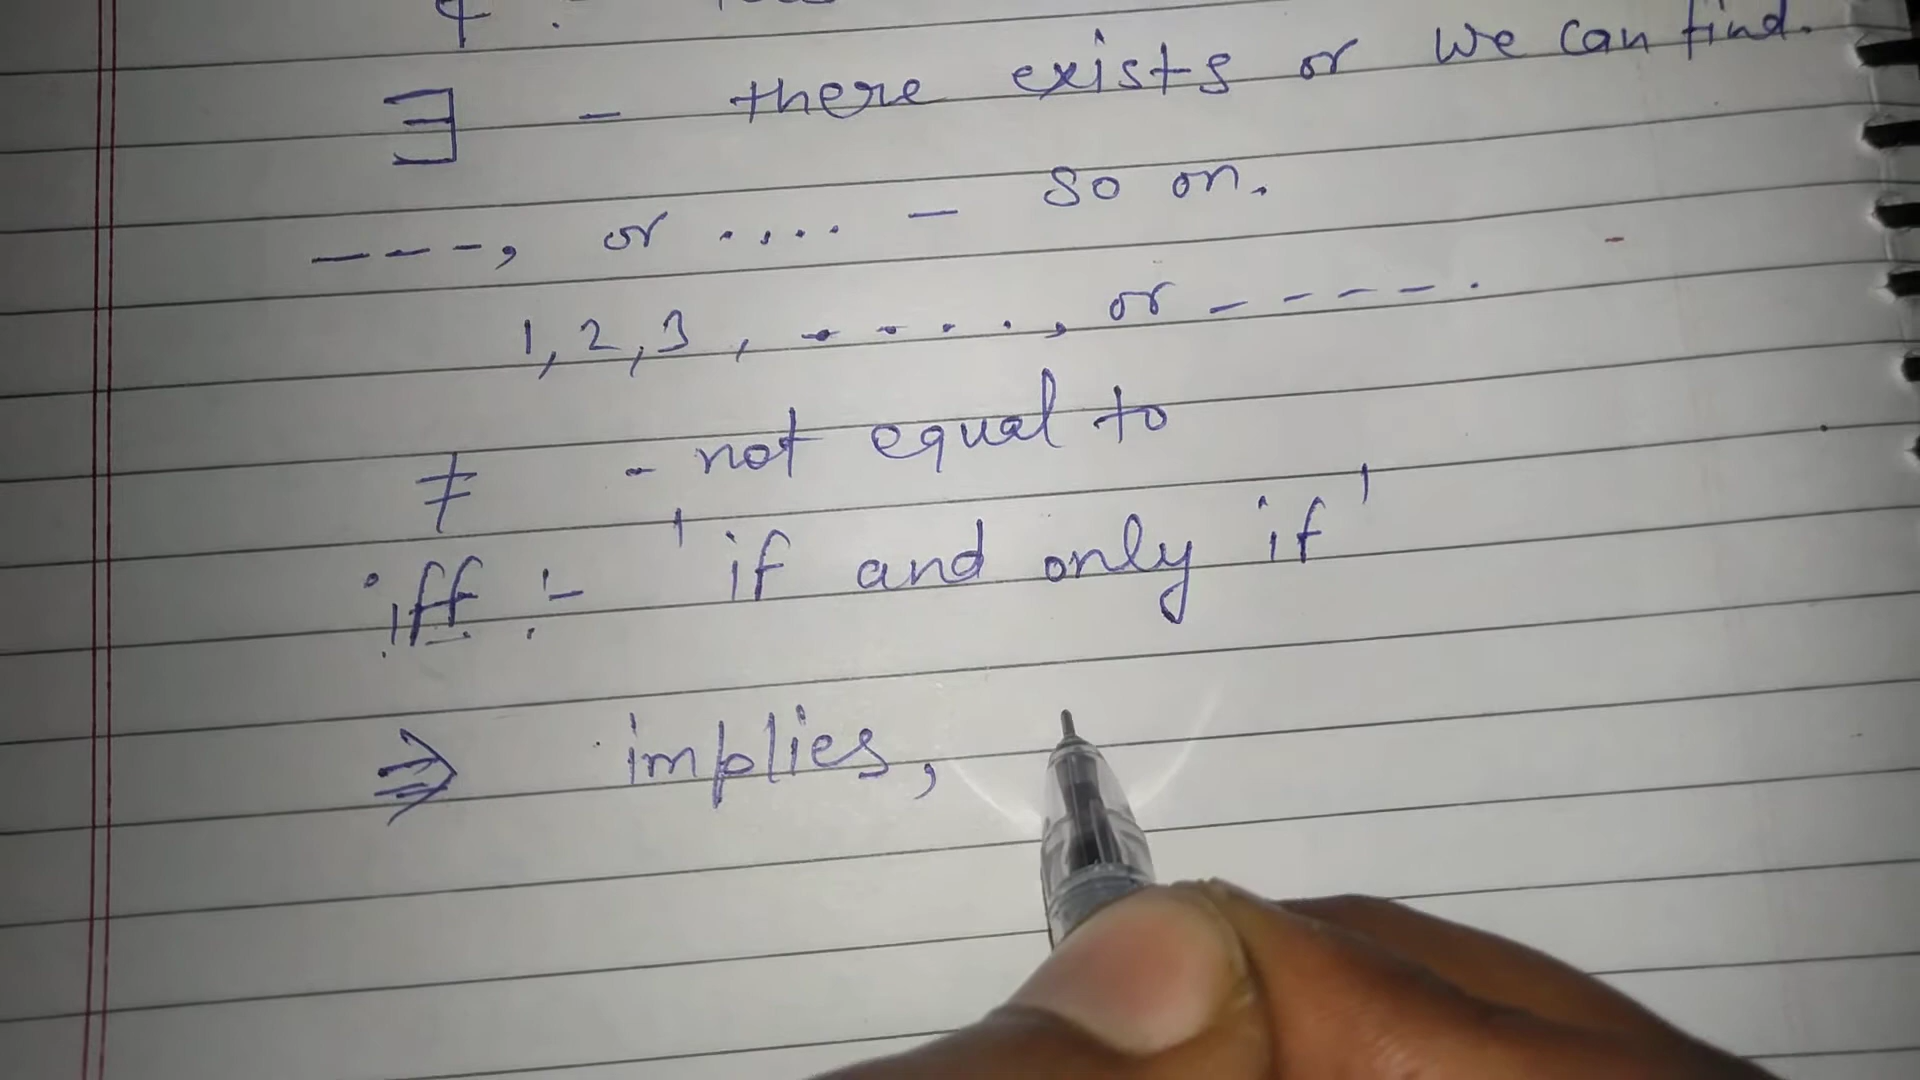 ∃ – there exists or we can find.
---, or .... – so on.
1, 2, 3, ....., or -----.
≠ - not equal to
iff :- 'if and only if'
⇒ implies,